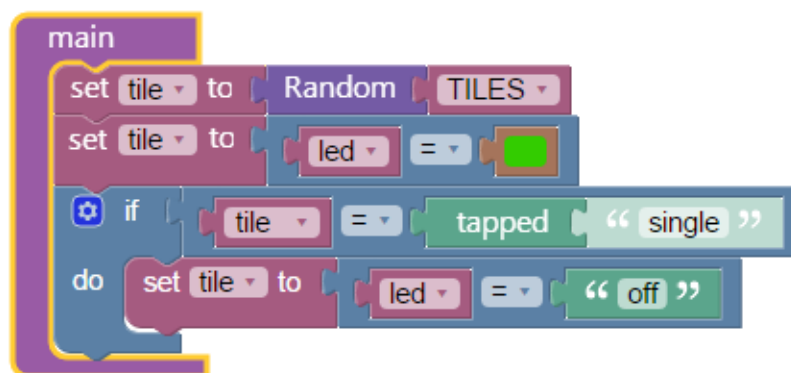 main
set tile to Random TILES
set tile to led = 
if tile = tapped “ single ”
do set tile to led = “ off ”